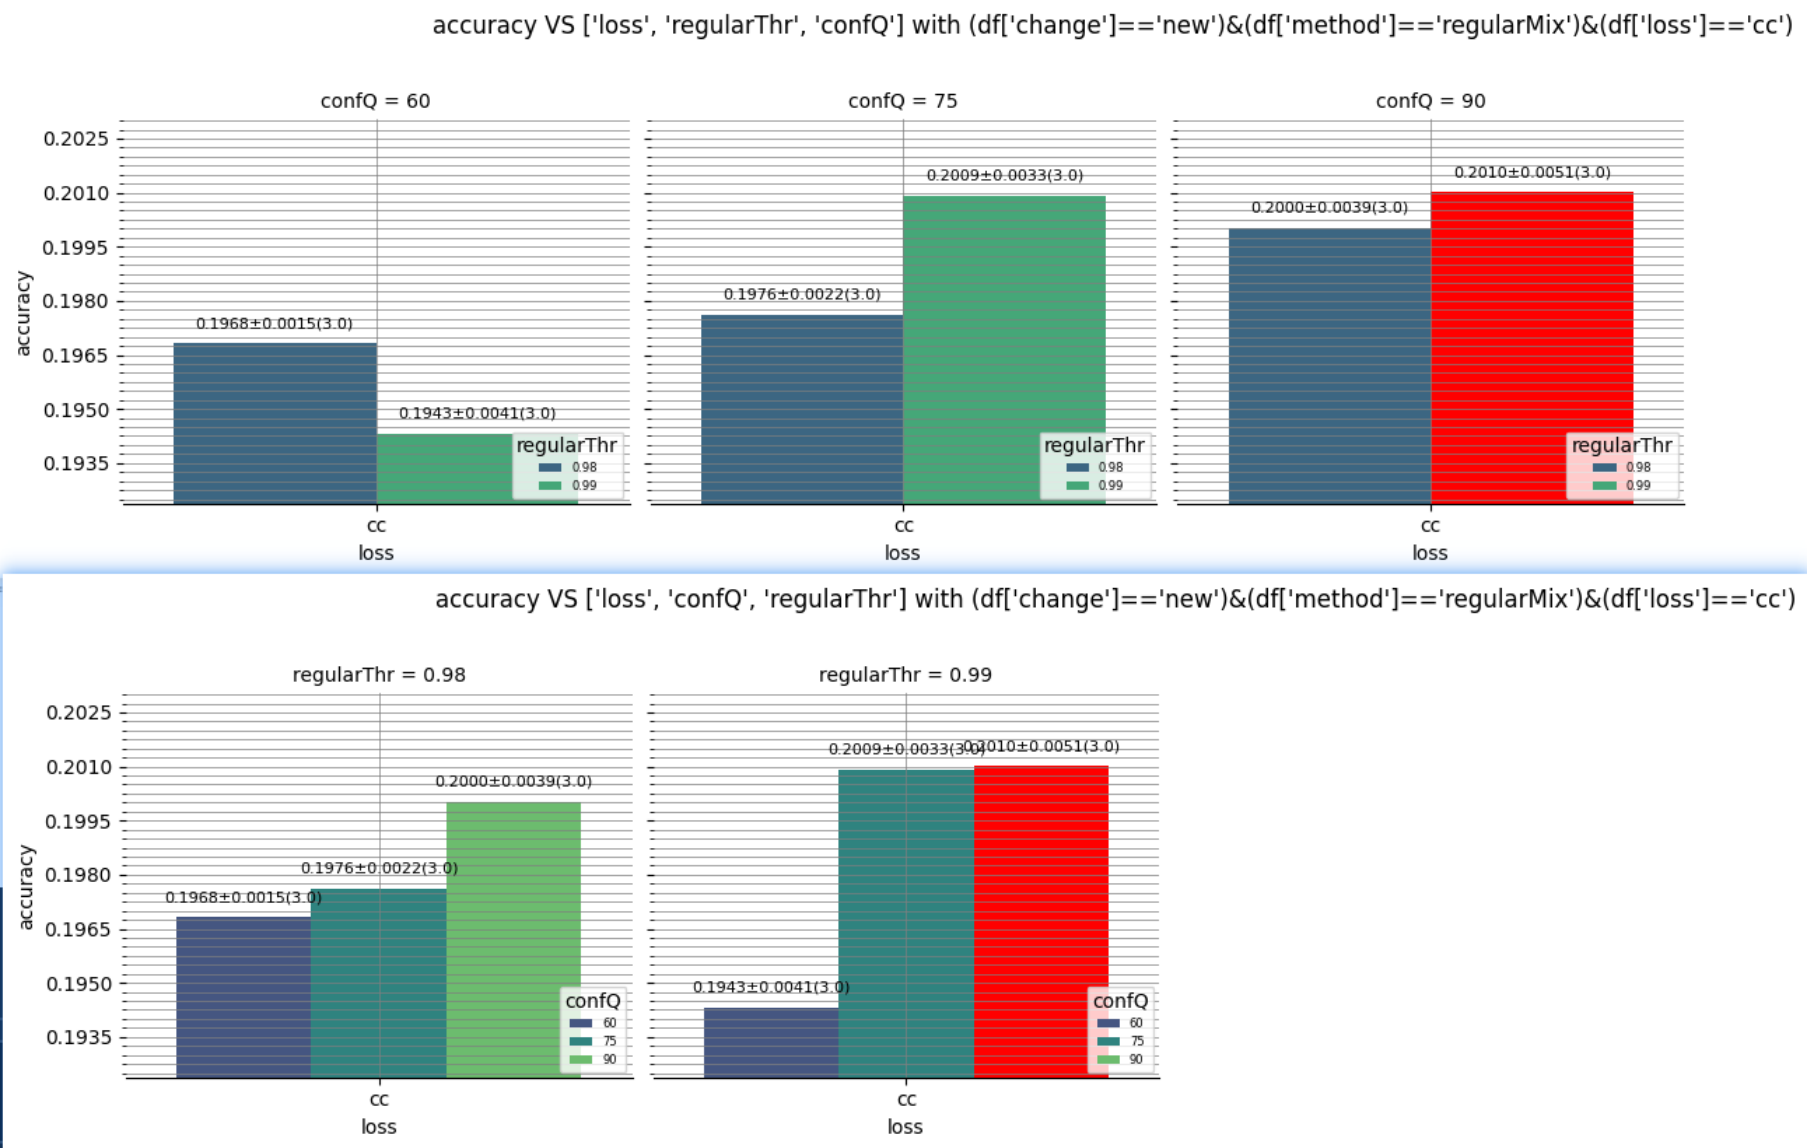 accuracy VS ['loss', 'regularThr', 'confQ'] with (df['change']=='new')&(df['method']=='regularMix')&(df['loss']=='cc')
confQ = 60
confQ = 75
confQ = 90
accuracy
0.2025
0.2010
0.1995
0.1980
0.1965
0.1950
0.1935
0.1968±0.0015(3.0)
0.1943±0.0041(3.0)
regularThr
0.98
0.99
cc
loss
0.1976±0.0022(3.0)
0.2009±0.0033(3.0)
regularThr
0.98
0.99
cc
loss
0.2000±0.0039(3.0)
0.2010±0.0051(3.0)
regularThr
0.98
0.99
cc
loss
accuracy VS ['loss', 'confQ', 'regularThr'] with (df['change']=='new')&(df['method']=='regularMix')&(df['loss']=='cc')
regularThr = 0.98
regularThr = 0.99
accuracy
0.2025
0.2010
0.1995
0.1980
0.1965
0.1950
0.1935
0.1968±0.0015(3.0)
0.1976±0.0022(3.0)
0.2000±0.0039(3.0)
confQ
60
75
90
cc
loss
0.1943±0.0041(3.0)
0.2009±0.0033(3.0)
0.2010±0.0051(3.0)
confQ
60
75
90
cc
loss